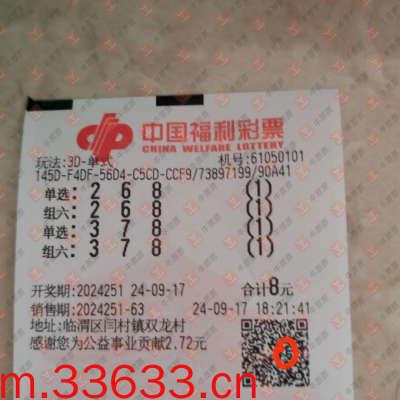 中国福利彩票
CHINA WELFARE LOTTERY
玩法:3D-单式 机号:61050101
145D-F4DF-56D4-C5CD-CCF9/73897199/90A41
单选: 2 6 8 (1)
组六: 2 6 8 (1)
单选: 3 7 8 (1)
组六: 3 7 8 (1)
开奖期:2024251 24-09-17 合计8元
销售期:2024251-63 24-09-17 18:21:41
地址:临渭区闫村镇双龙村
感谢您为公益事业贡献2.72元
m.33633.cn